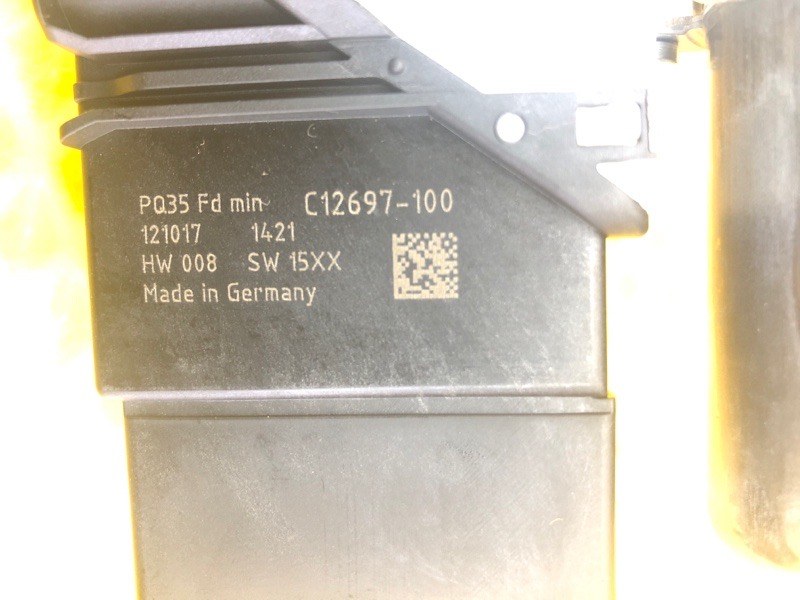 PQ35 Fd min C12697-100
121017 1421
HW 008 SW 15XX
Made in Germany